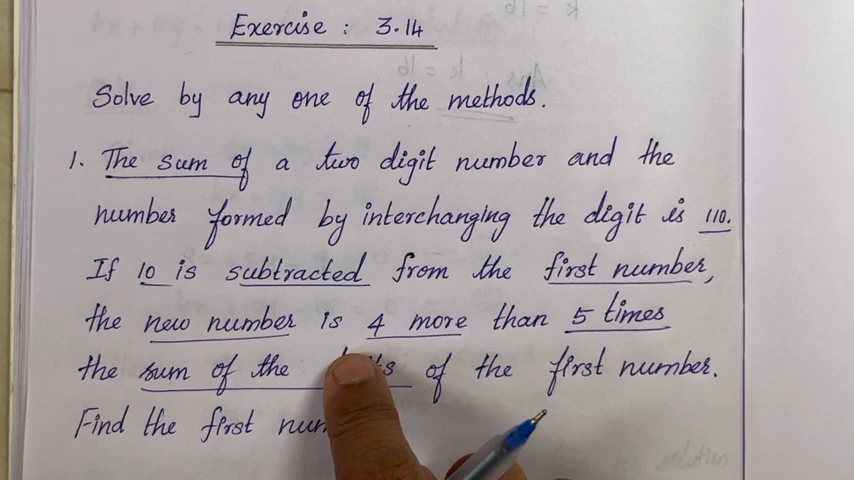 Exercise : 3.14
Solve by any one of the methods.
1. The sum of a two digit number and the
number formed by interchanging the digit is 110.
If 10 is subtracted from the first number,
the new number is 4 more than 5 times
the sum of the of the first number.
Find the first